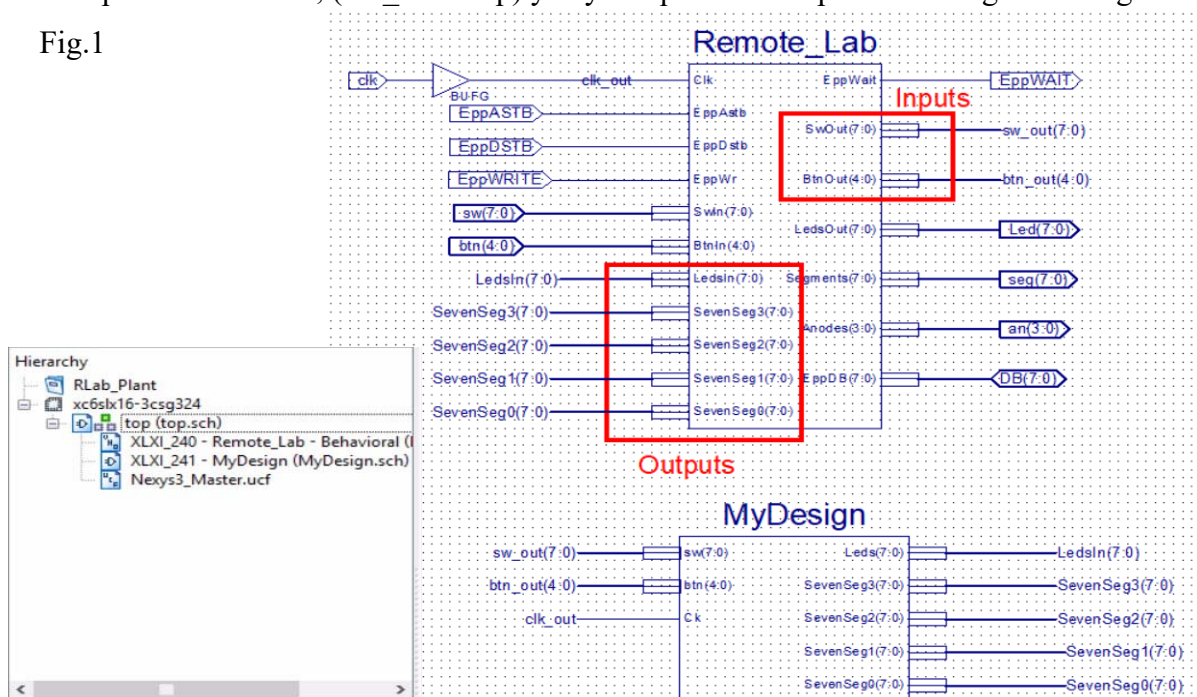 Fig.1
Remote_Lab
clk
BUFG
clk_out
Clk
EppWait
EppWAIT
Inputs
EppASTB
EppAstb
SwOut(7:0)
sw_out(7:0)
EppDSTB
EppDstb
EppWRITE
EppWr
BtnOut(4:0)
btn_out(4:0)
sw(7:0)
SwIn(7:0)
LedsOut(7:0)
Led(7:0)
btn(4:0)
BtnIn(4:0)
LedsIn(7:0)
LedsIn(7:0)
Segments(7:0)
seg(7:0)
SevenSeg3(7:0)
SevenSeg3(7:0)
Anodes(3:0)
an(3:0)
SevenSeg2(7:0)
SevenSeg2(7:0)
SevenSeg1(7:0)
SevenSeg1(7:0)
EppDB(7:0)
DB(7:0)
SevenSeg0(7:0)
SevenSeg0(7:0)
Outputs
Hierarchy
RLab_Plant
xc6slx16-3csg324
top (top.sch)
XLXI_240 - Remote_Lab - Behavioral (
XLXI_241 - MyDesign (MyDesign.sch)
Nexys3_Master.ucf
MyDesign
sw_out(7:0)
sw(7:0)
Leds(7:0)
LedsIn(7:0)
btn_out(4:0)
btn(4:0)
SevenSeg3(7:0)
SevenSeg3(7:0)
clk_out
Ck
SevenSeg2(7:0)
SevenSeg2(7:0)
SevenSeg1(7:0)
SevenSeg1(7:0)
SevenSeg0(7:0)
SevenSeg0(7:0)